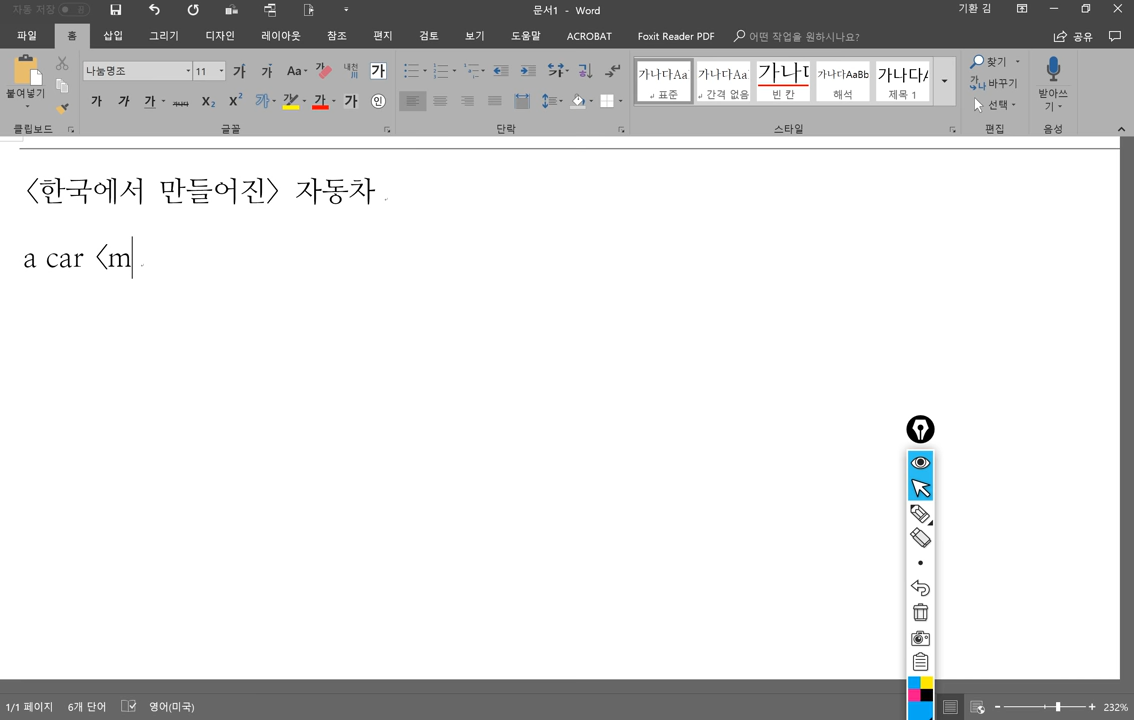 자동 저장
문서1 - Word
기환 김
파일 홈 삽입 그리기 디자인 레이아웃 참조 편지 검토 보기 도움말 ACROBAT Foxit Reader PDF 어떤 작업을 원하시나요? 공유
붙여넣기
나눔명조 11 가 가 Aa 가 내천 가
가 가 가 가나다 X₂ X² 가 가 가 가
가나다Aa 가나다Aa 가나다 가나다AaBb 가나다A
표준 간격 없음 빈 칸 해석 제목 1
찾기 바꾸기 선택
받아쓰기
클립보드 글꼴 단락 스타일 편집 음성
〈한국에서 만들어진〉 자동차
a car 〈m
1/1 페이지 6개 단어 영어(미국) 232%